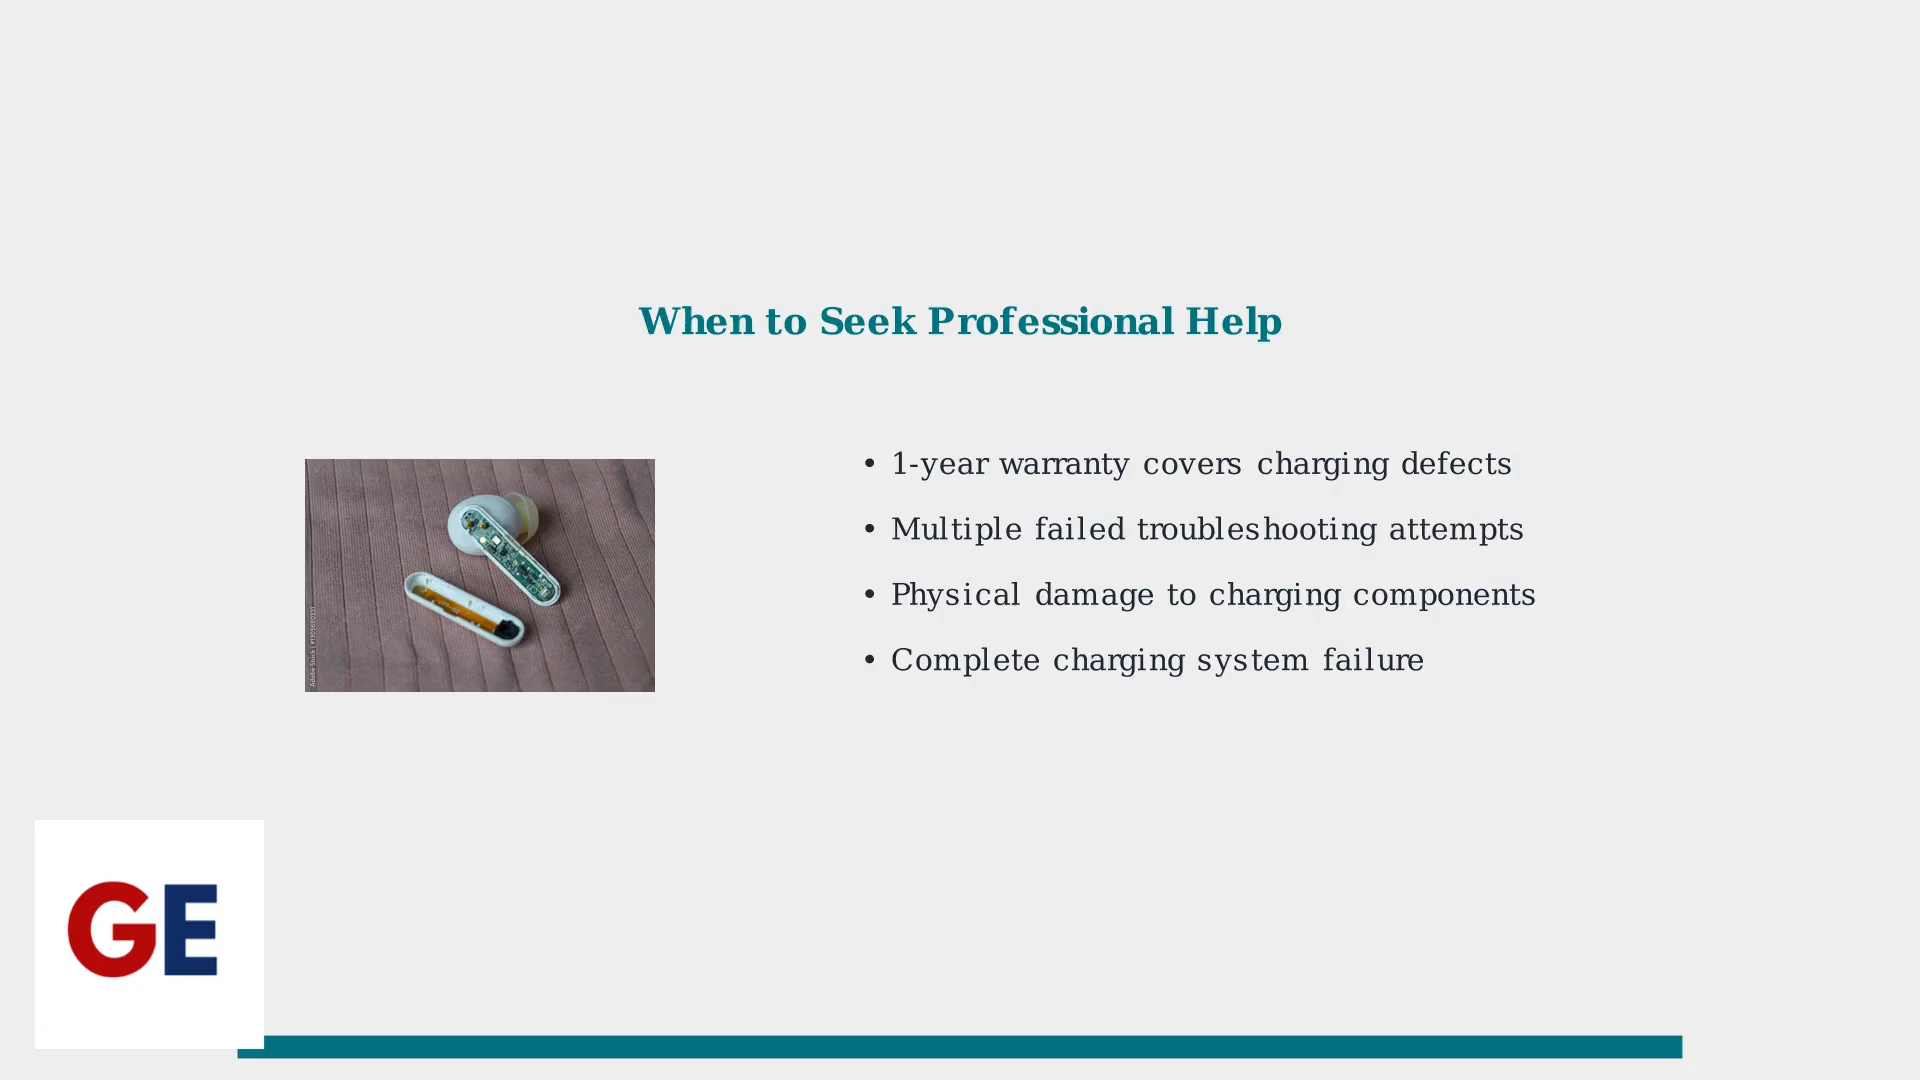 When to Seek Professional Help
• 1-year warranty covers charging defects
• Multiple failed troubleshooting attempts
• Physical damage to charging components
• Complete charging system failure
GE